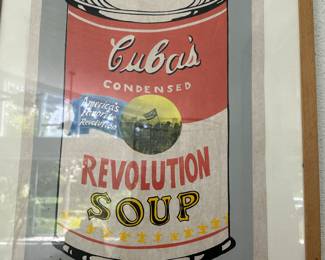 Cuba's
CONDENSED
America's
Favorite
Revolution
REVOLUTION
SOUP